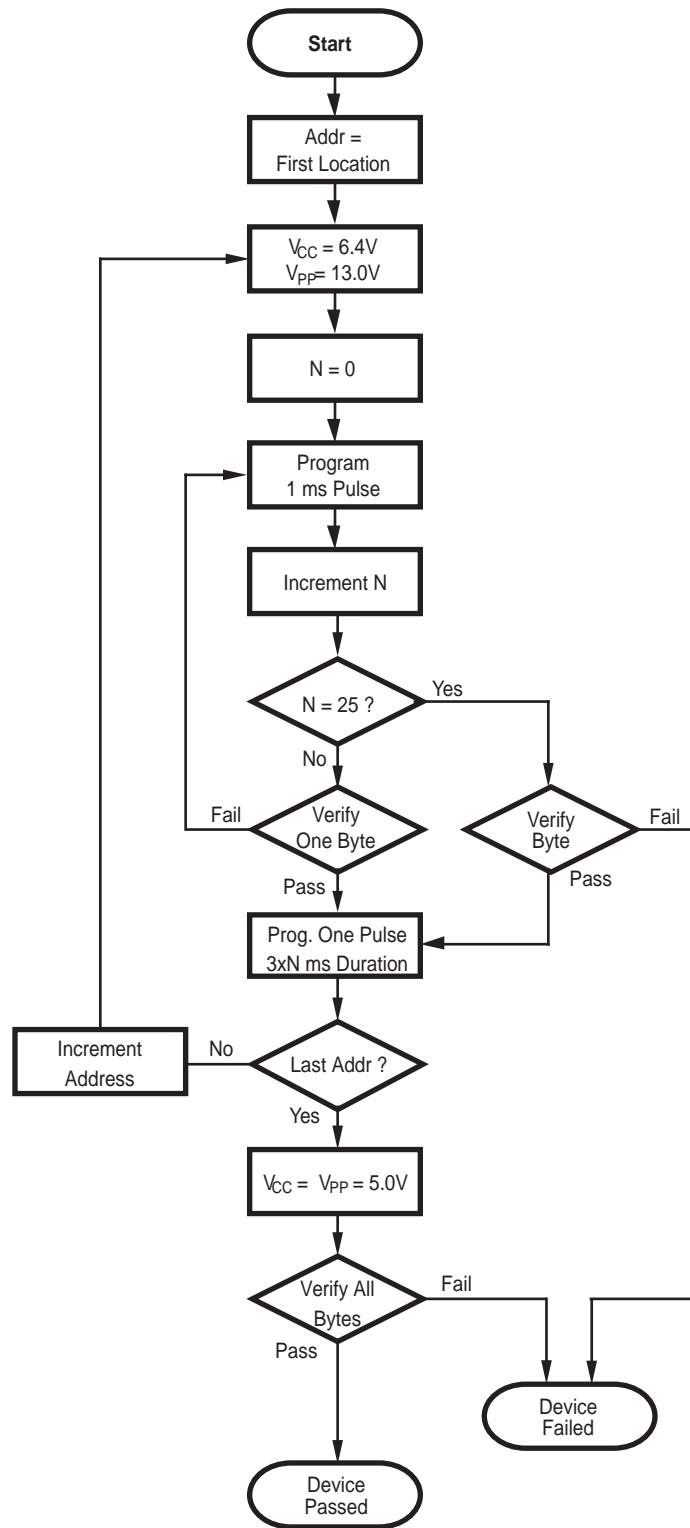 Start
Addr =
First Location
VCC = 6.4V
VPP= 13.0V
N = 0
Program
1 ms Pulse
Increment N
N = 25 ?
Yes
No
Fail
Verify
One Byte
Verify
Byte
Fail
Pass
Pass
Prog. One Pulse
3xN ms Duration
Increment
Address
No
Last Addr ?
Yes
VCC = VPP = 5.0V
Verify All
Bytes
Fail
Pass
Device
Failed
Device
Passed